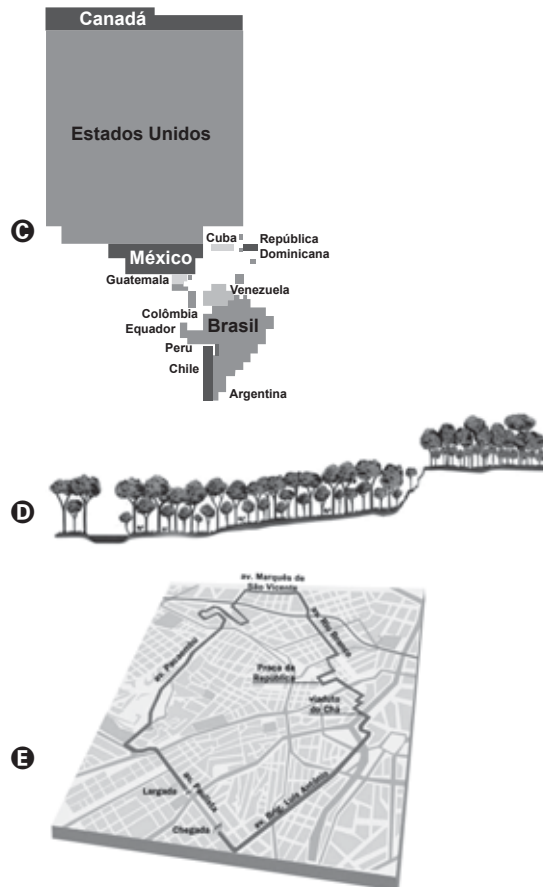 Canadá
Estados Unidos
C
Cuba
República
Dominicana
México
Guatemala
Venezuela
Colômbia
Equador
Brasil
Peru
Chile
Argentina
D
av. Marquês de
São Vicente
av. Rio Branco
av. Pacaembu
Praça da
República
viaduto
do Chá
E
av. Paulista
Largada
av. Brig. Luís Antônio
Chegada